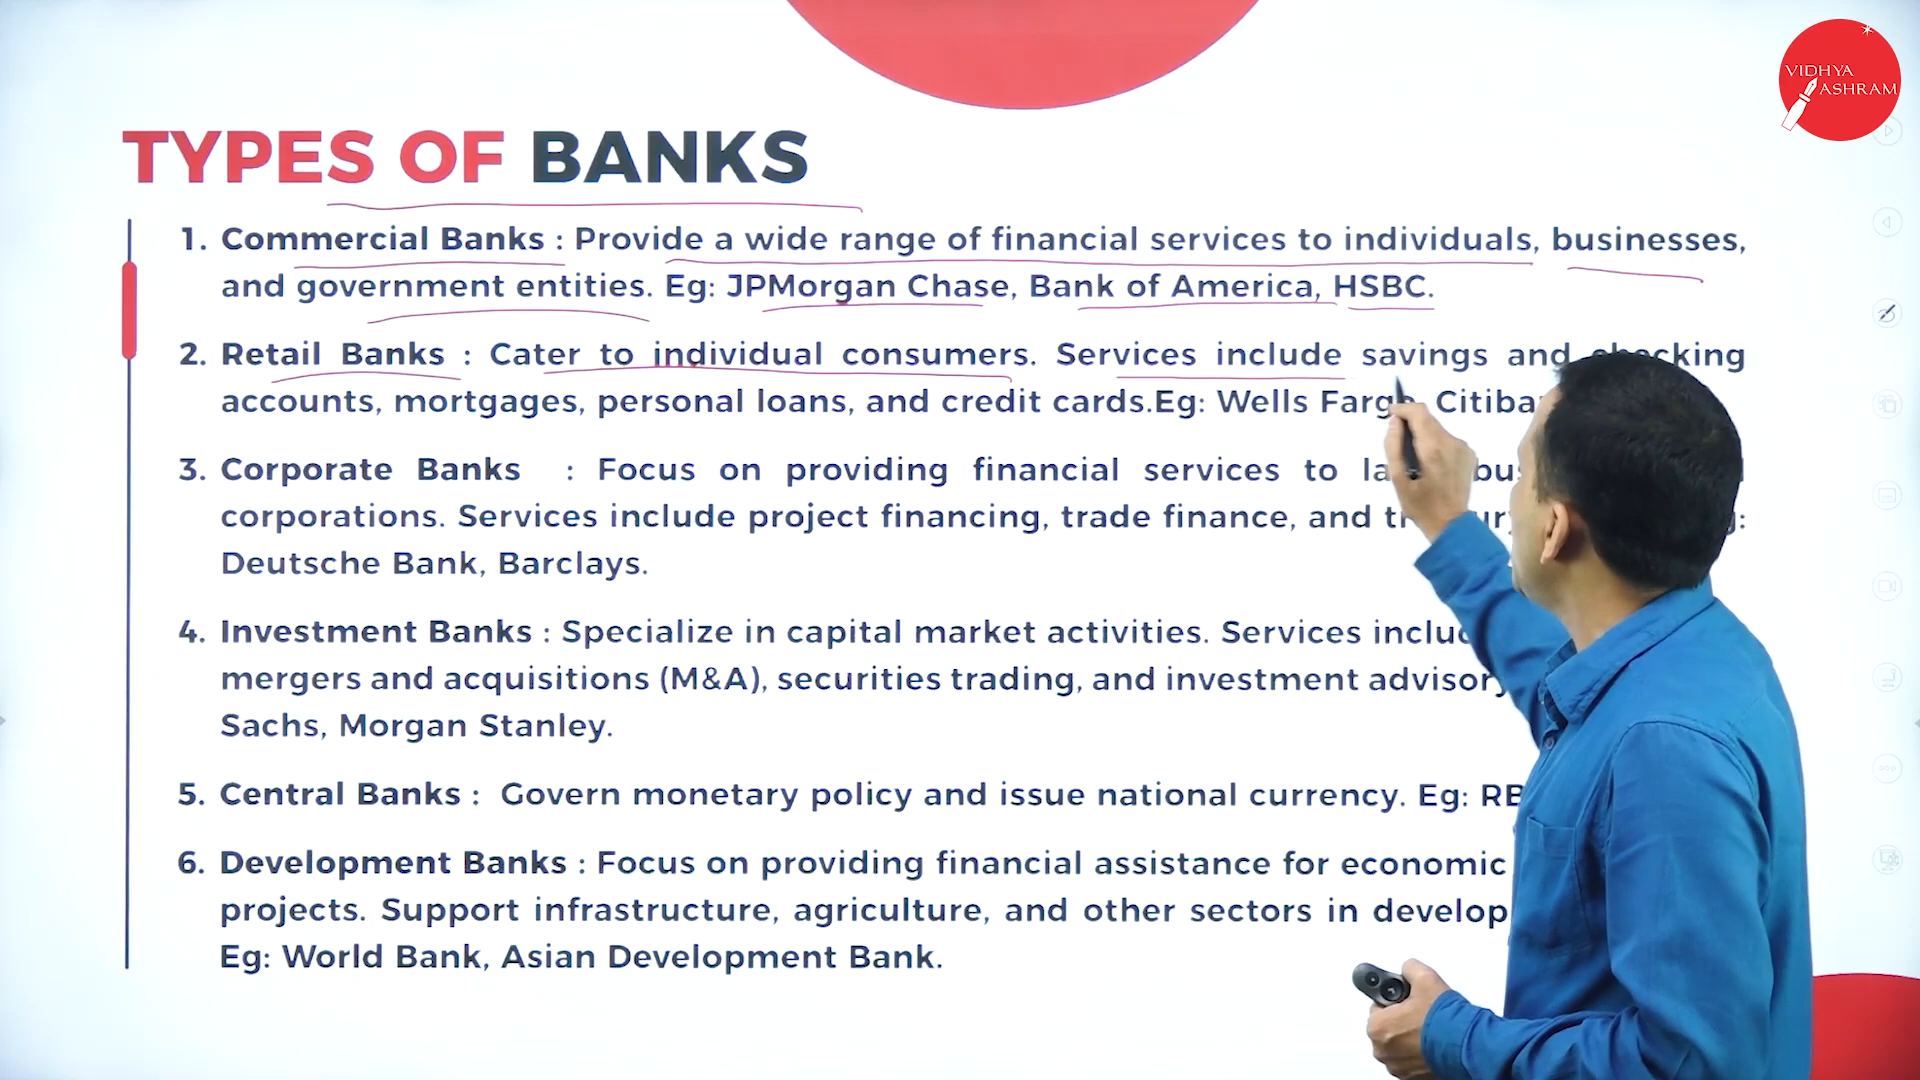 VIDHYA
ASHRAM
TYPES OF BANKS
1. Commercial Banks : Provide a wide range of financial services to individuals, businesses,
and government entities. Eg: JPMorgan Chase, Bank of America, HSBC.
2. Retail Banks : Cater to individual consumers. Services include savings and checking
accounts, mortgages, personal loans, and credit cards.Eg: Wells Fargo, Citiba
3. Corporate Banks : Focus on providing financial services to
corporations. Services include project financing, trade finance, and
Deutsche Bank, Barclays.
4. Investment Banks : Specialize in capital market activities. Services
mergers and acquisitions (M&A), securities trading, and investment advisory
Sachs, Morgan Stanley.
5. Central Banks : Govern monetary policy and issue national currency. Eg:
6. Development Banks : Focus on providing financial assistance for economic
projects. Support infrastructure, agriculture, and other sectors in
Eg: World Bank, Asian Development Bank.